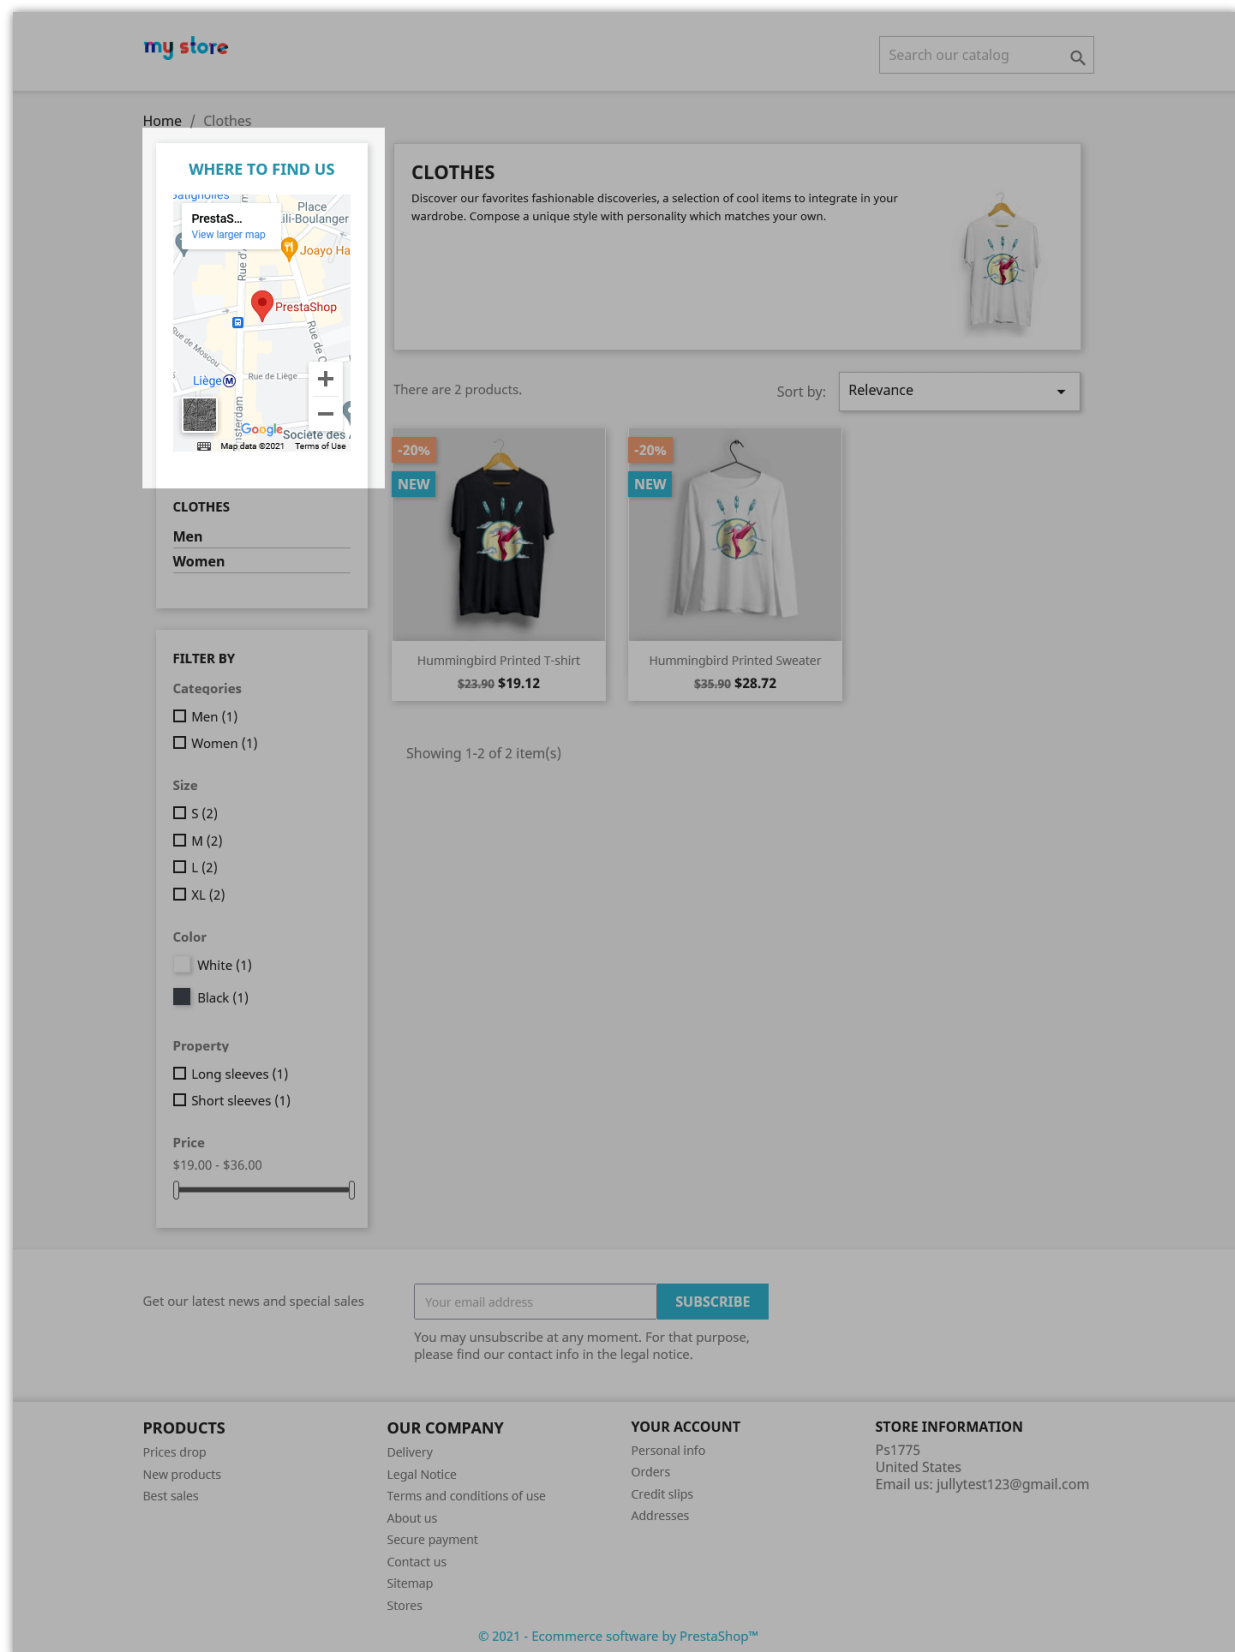 my store
Search our catalog
Home / Clothes
WHERE TO FIND US
PrestaS...
View larger map
Place
ili-Boulanger
Joayo Ha
Rue d'
PrestaShop
Rue de Moscou
Rue de C
Liège M
Rue de Liège
Google
Societe des
Map data ©2021 Terms of Use
CLOTHES
Men
Women
CLOTHES
Discover our favorites fashionable discoveries, a selection of cool items to integrate in your
wardrobe. Compose a unique style with personality which matches your own.
There are 2 products.
Sort by: Relevance
-20%
NEW
Hummingbird Printed T-shirt
$23.90 $19.12
-20%
NEW
Hummingbird Printed Sweater
$35.90 $28.72
Showing 1-2 of 2 item(s)
FILTER BY
Categories
Men (1)
Women (1)
Size
S (2)
M (2)
L (2)
XL (2)
Color
White (1)
Black (1)
Property
Long sleeves (1)
Short sleeves (1)
Price
$19.00 - $36.00
Get our latest news and special sales
Your email address
SUBSCRIBE
You may unsubscribe at any moment. For that purpose,
please find our contact info in the legal notice.
PRODUCTS
Prices drop
New products
Best sales
OUR COMPANY
Delivery
Legal Notice
Terms and conditions of use
About us
Secure payment
Contact us
Sitemap
Stores
YOUR ACCOUNT
Personal info
Orders
Credit slips
Addresses
STORE INFORMATION
Ps1775
United States
Email us: jullytest123@gmail.com
© 2021 - Ecommerce software by PrestaShop™